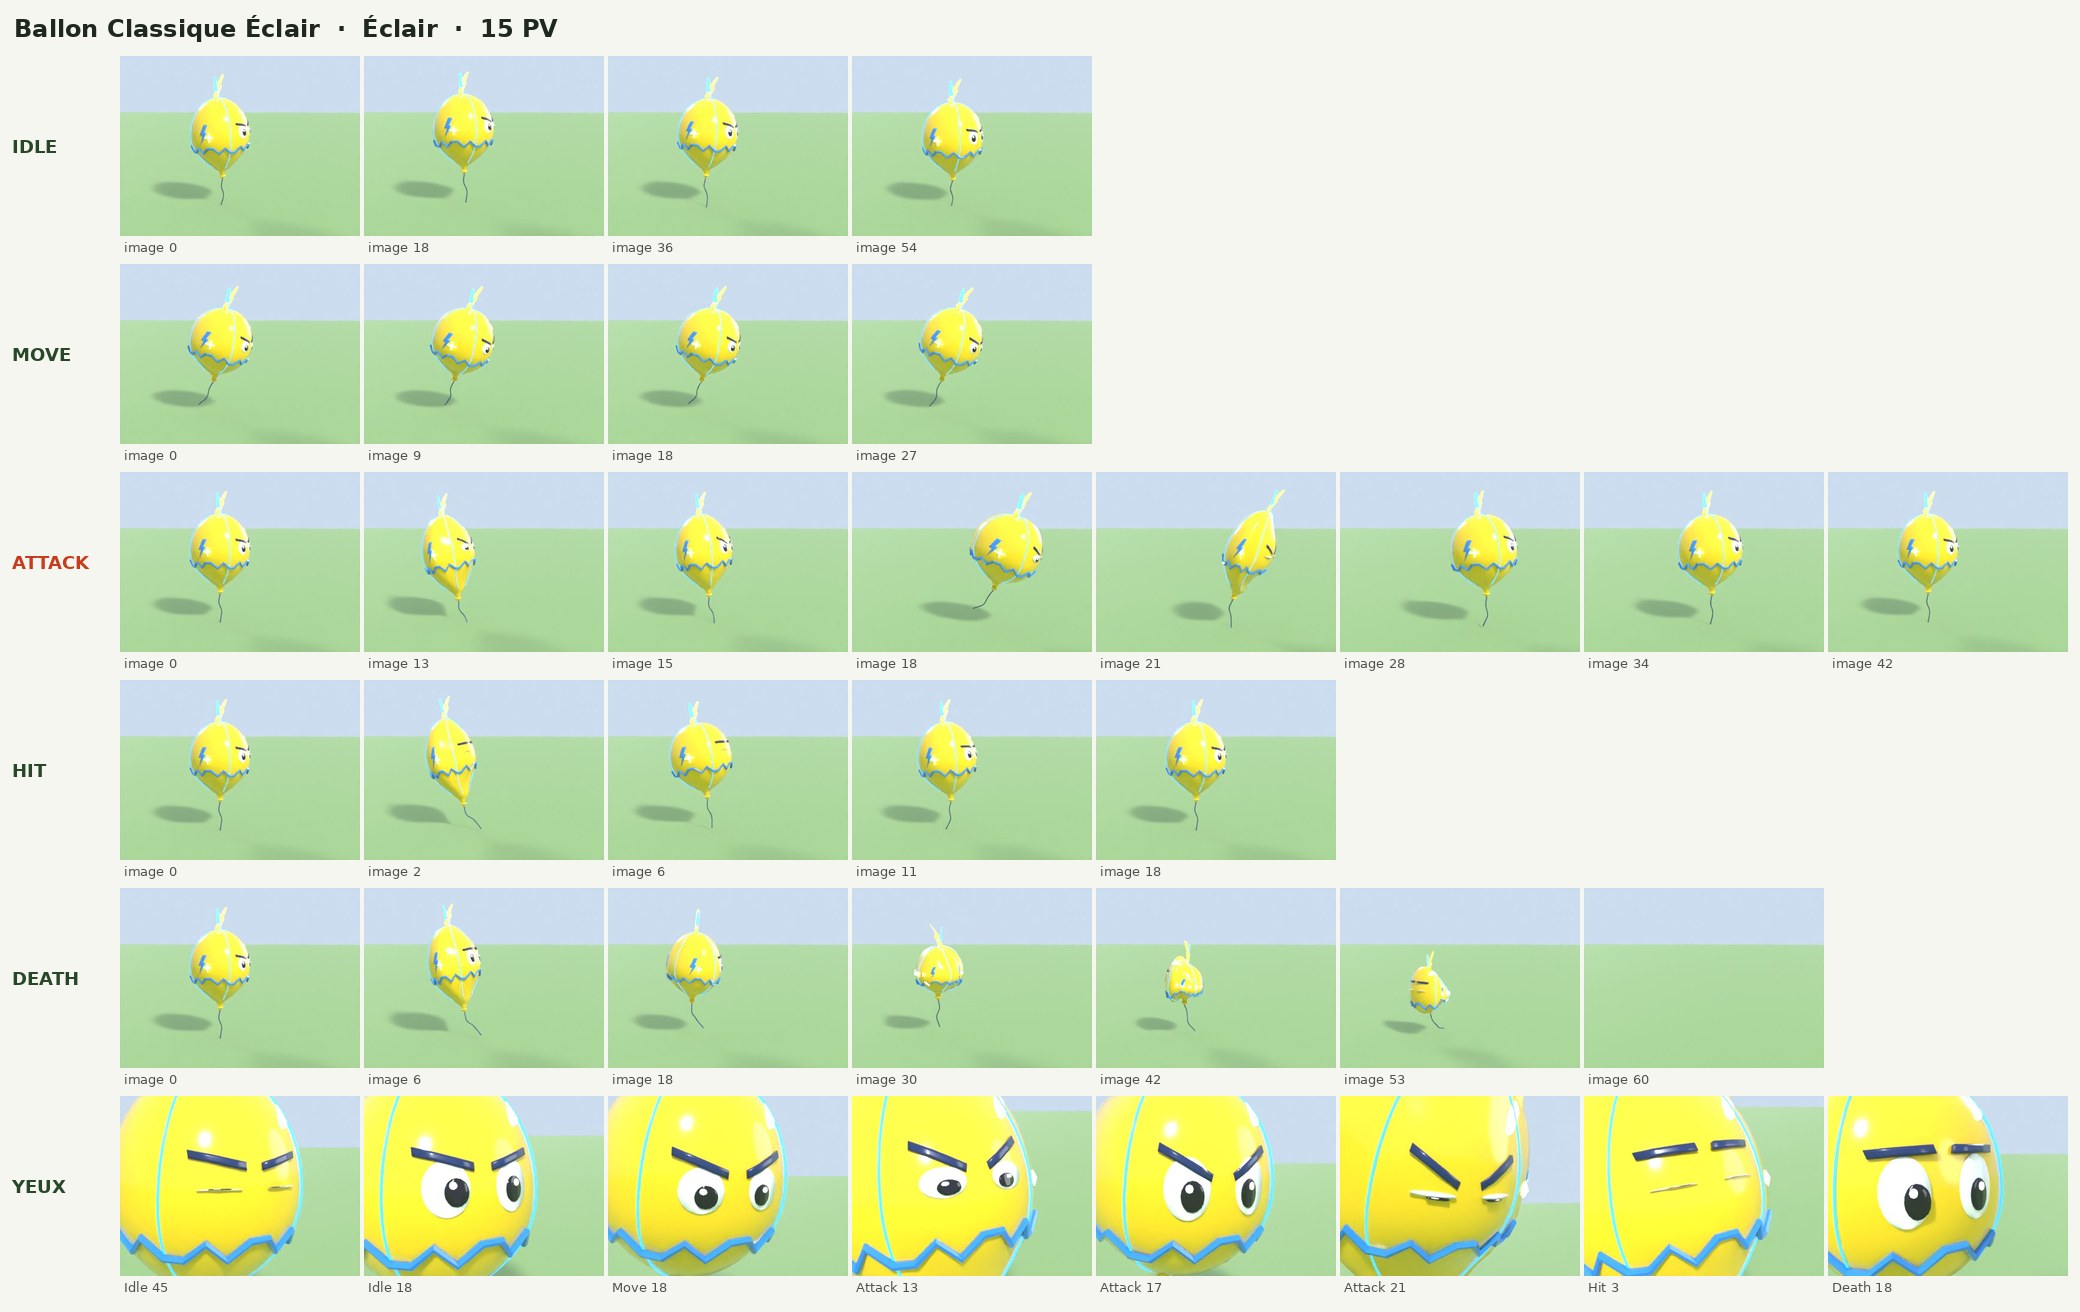 Ballon Classique Éclair · Éclair · 15 PV
IDLE
image 0 image 18 image 36 image 54
MOVE
image 0 image 9 image 18 image 27
ATTACK
image 0 image 13 image 15 image 18 image 21 image 28 image 34 image 42
HIT
image 0 image 2 image 6 image 11 image 18
DEATH
image 0 image 6 image 18 image 30 image 42 image 53 image 60
YEUX
Idle 45 Idle 18 Move 18 Attack 13 Attack 17 Attack 21 Hit 3 Death 18